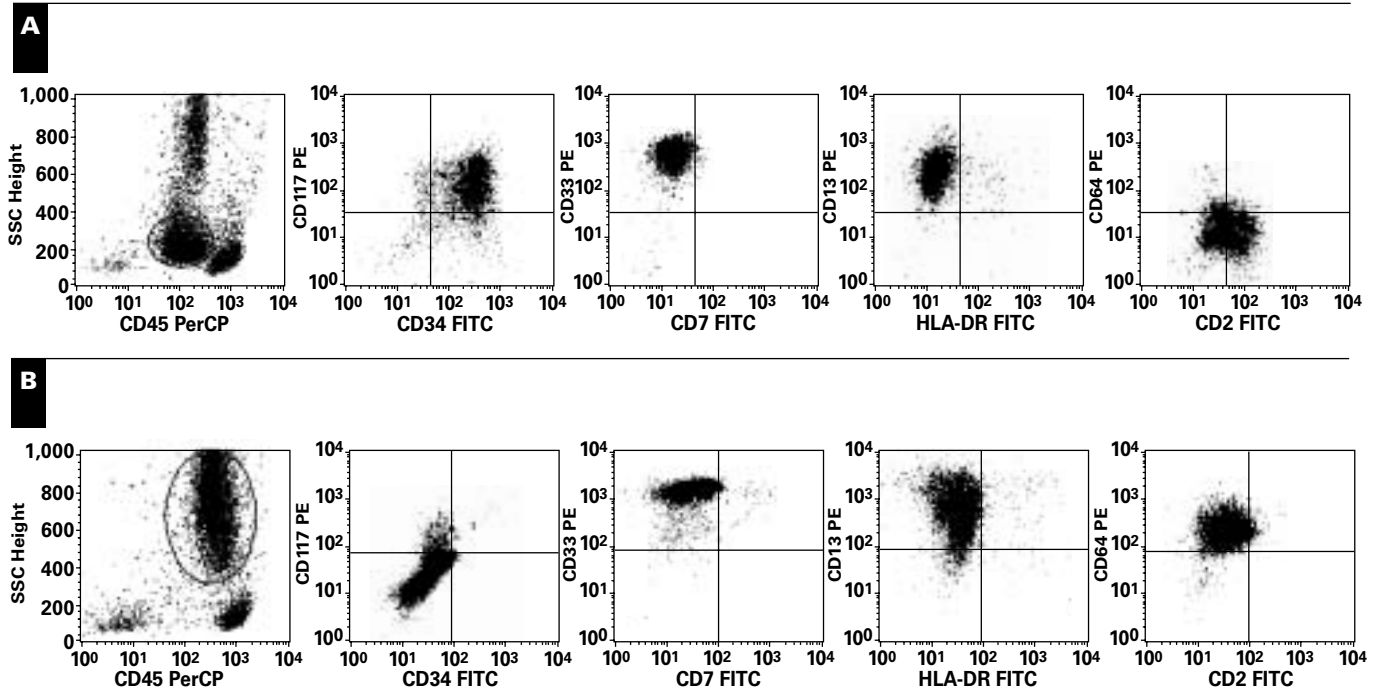 A
1,000
800
600
400
200
0
SSC Height
10⁰ 10¹ 10² 10³ 10⁴
CD45 PerCP
10⁴
10³
10²
10¹
10⁰
CD117 PE
10¹ 10² 10³ 10⁴
CD34 FITC
10⁴
10³
10²
10¹
10⁰
CD33 PE
10¹ 10² 10³ 10⁴
CD7 FITC
10⁴
10³
10²
10¹
10⁰
CD13 PE
10⁰ 10¹ 10² 10³ 10⁴
HLA-DR FITC
10⁴
10³
10²
10¹
10⁰
CD64 PE
10⁰ 10¹ 10² 10³ 10⁴
CD2 FITC
B
1,000
800
600
400
200
0
SSC Height
10⁰ 10¹ 10² 10³ 10⁴
CD45 PerCP
10⁴
10³
10²
10¹
10⁰
CD117 PE
10⁰ 10¹ 10² 10³ 10⁴
CD34 FITC
10⁴
10³
10²
10¹
10⁰
CD33 PE
10⁰ 10¹ 10² 10³ 10⁴
CD7 FITC
10⁴
10³
10²
10¹
10⁰
CD13 PE
10⁰ 10¹ 10² 10³ 10⁴
HLA-DR FITC
10⁴
10³
10²
10¹
10⁰
CD64 PE
10⁰ 10¹ 10² 10³ 10⁴
CD2 FITC